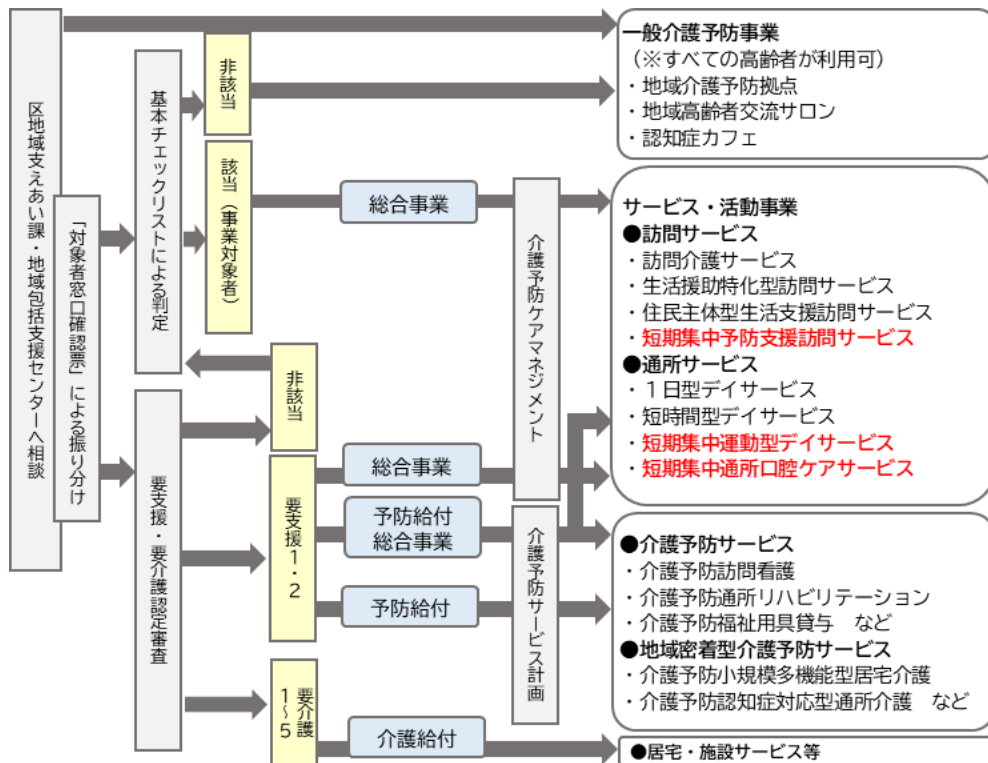 区地域支えあい課・地域包括支援センターへ相談
「対象者窓口確認票」による振り分け
基本チェックリストによる判定
要支援・要介護認定審査
非該当
該当（事業対象者）
非該当
要支援1・2
要介護
1～5
総合事業
総合事業
予防給付
総合事業
予防給付
介護給付
介護予防ケアマネジメント
介護予防サービス計画
一般介護予防事業
（※すべての高齢者が利用可）
・地域介護予防拠点
・地域高齢者交流サロン
・認知症カフェ
サービス・活動事業
●訪問サービス
・訪問介護サービス
・生活援助特化型訪問サービス
・住民主体型生活支援訪問サービス
・短期集中予防支援訪問サービス
●通所サービス
・１日型デイサービス
・短時間型デイサービス
・短期集中運動型デイサービス
・短期集中通所口腔ケアサービス
●介護予防サービス
・介護予防訪問看護
・介護予防通所リハビリテーション
・介護予防福祉用具貸与　など
●地域密着型介護予防サービス
・介護予防小規模多機能型居宅介護
・介護予防認知症対応型通所介護　など
●居宅・施設サービス等